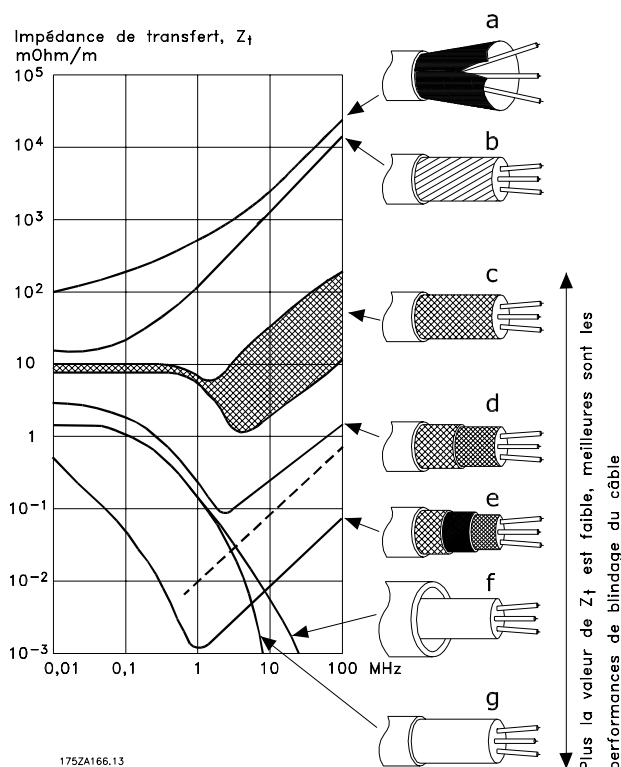 Impédance de transfert, Zt
mOhm/m
10⁵
10⁴
10³
10²
10
1
10⁻¹
10⁻²
10⁻³
0,01 0,1 1 10 100 MHz
a
b
c
d
e
f
g
Plus la valeur de Zt est faible, meilleures sont les
performances de blindage du câble
175ZA166.13